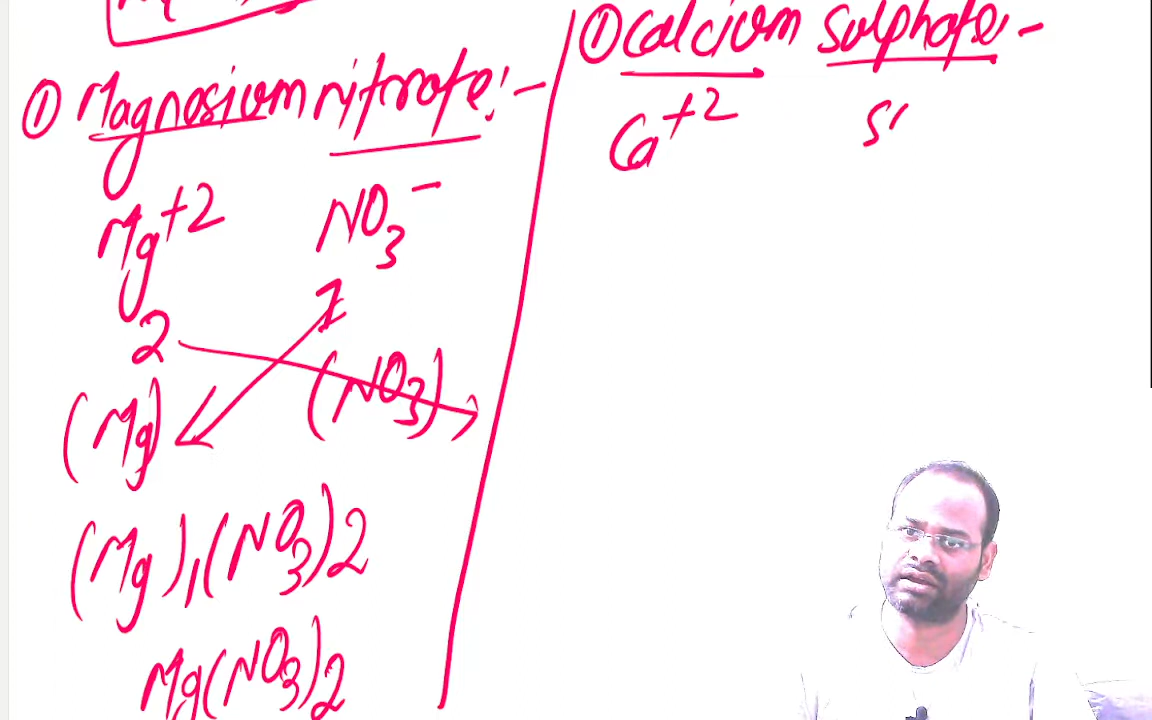 ① Magnesium nitrate:-
Mg+2 NO3-
2 1
(Mg) (NO3)
(Mg)1(NO3)2
Mg(NO3)2
① Calcium sulphate:-
Ca+2 S